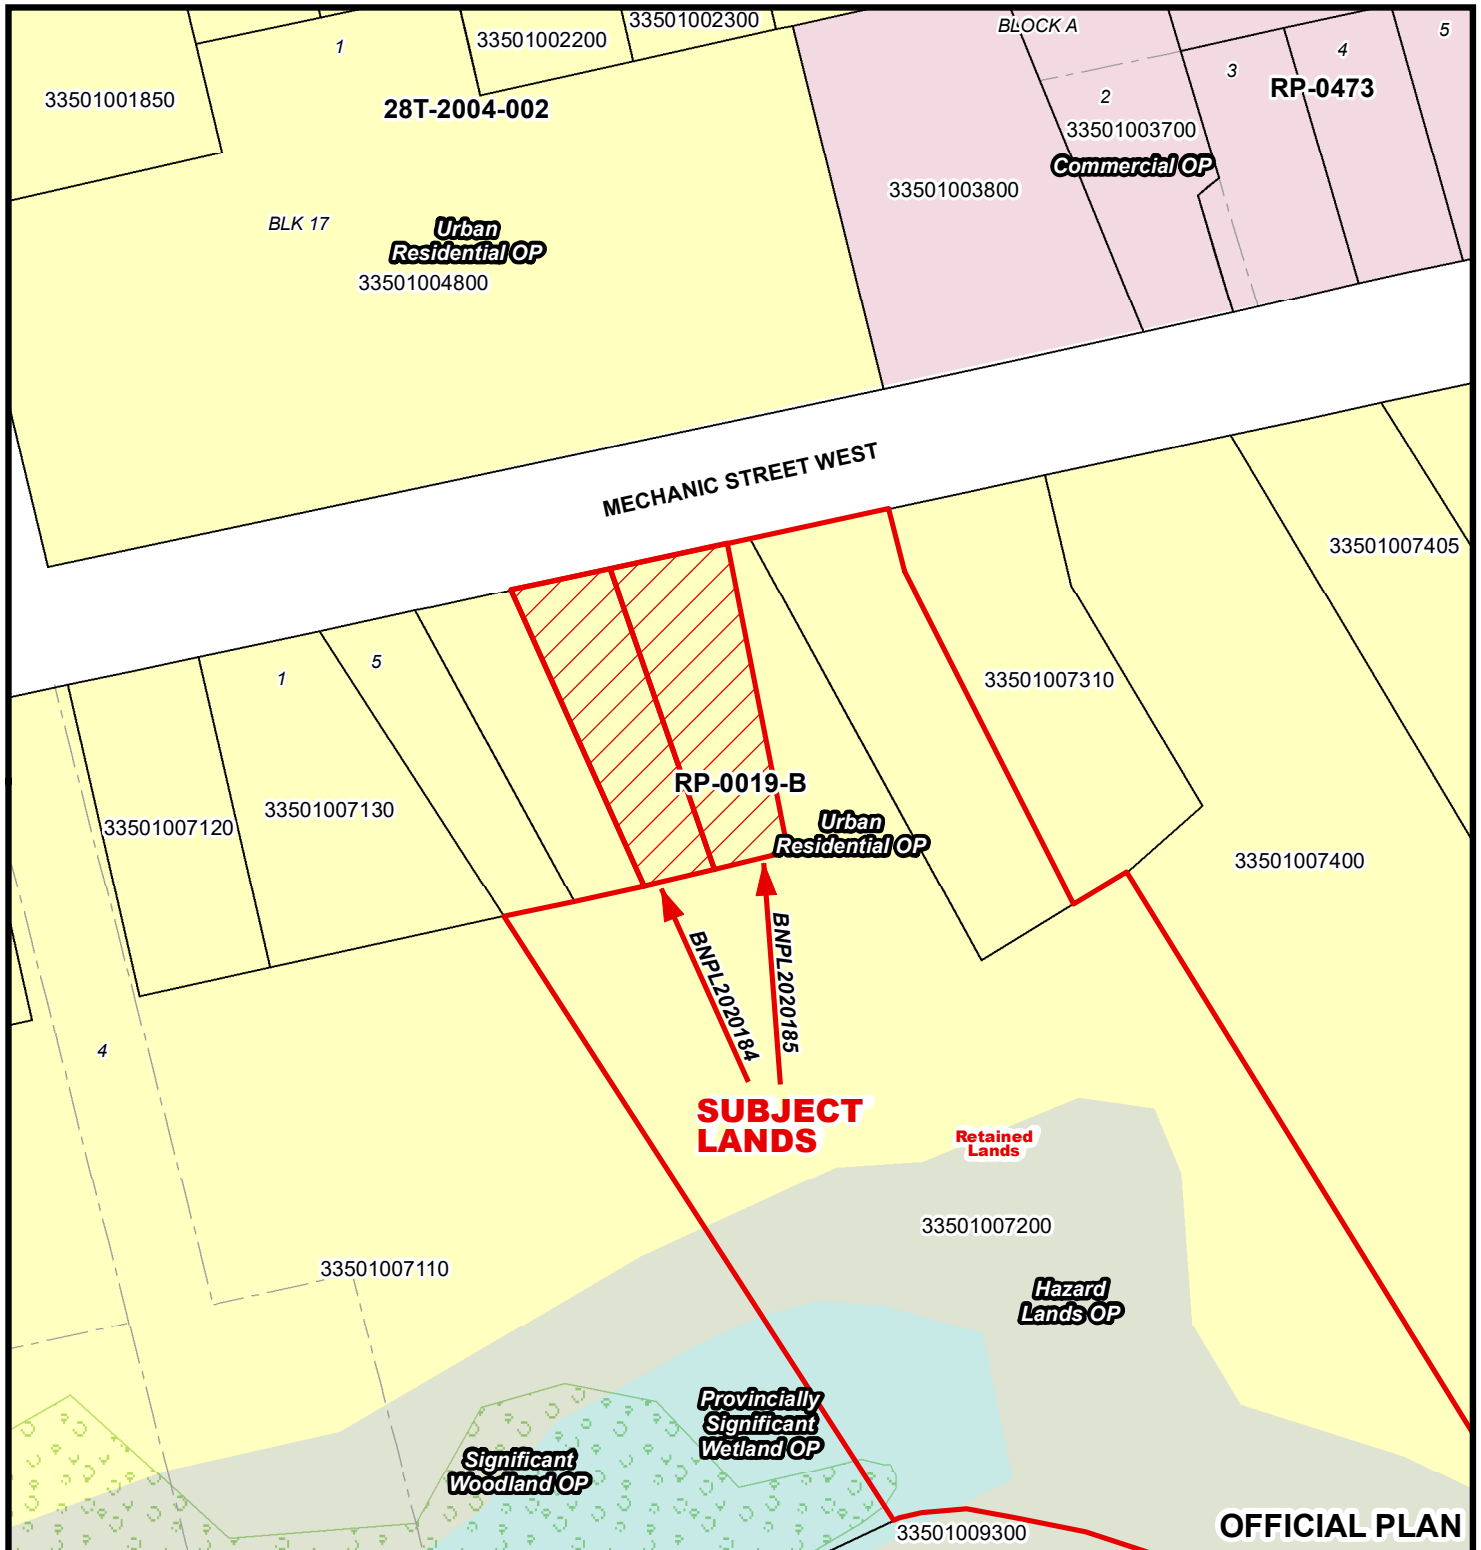 33501002300
BLOCK A
5
1
33501002200
4
3
RP-0473
33501001850
28T-2004-002
2
33501003700
Commercial OP
33501003800
BLK 17
Urban
Residential OP
33501004800
MECHANIC STREET WEST
33501007405
5
1
33501007310
RP-0019-B
33501007130
33501007120
Urban
Residential OP
33501007400
BNPL2020184
BNPL2020185
4
SUBJECT
LANDS
Retained
Lands
33501007200
33501007110
Hazard
Lands OP
Provincially
Significant
Wetland OP
Significant
Woodland OP
33501009300
OFFICIAL PLAN